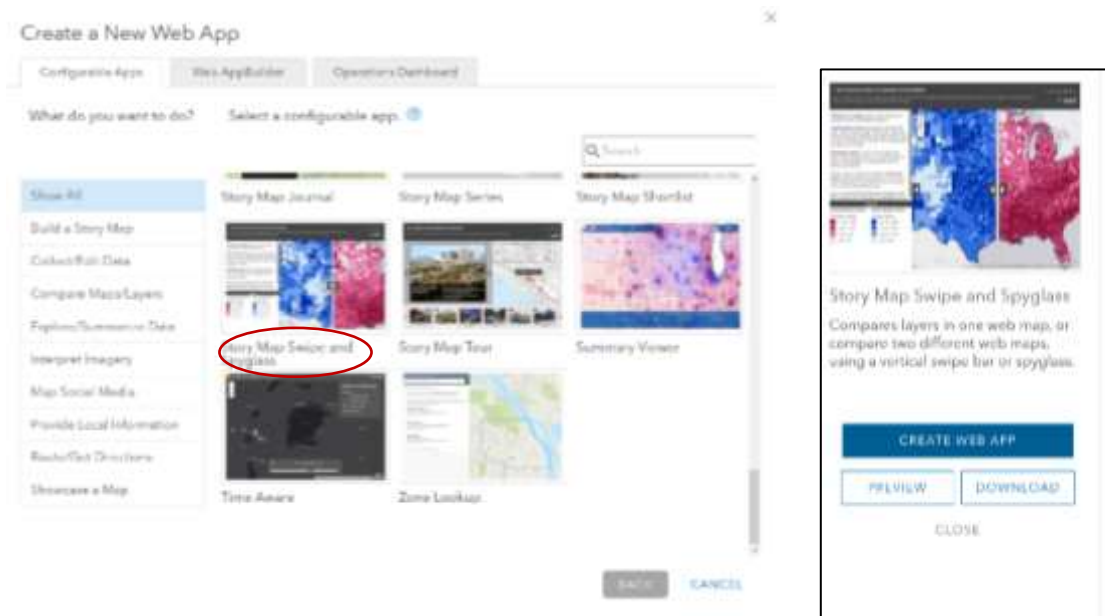 Create a New Web App
Configurable Apps
Web AppBuilder
Operations Dashboard
What do you want to do?
Select a configurable app.
Search
Show All
Build a Story Map
Collect/Edit Data
Compare Maps/Layers
Explore/Summarize Data
Interpret Imagery
Map Social Media
Provide Local Information
Route/Get Directions
Showcase a Map
Story Map Journal
Story Map Series
Story Map Shortlist
Story Map Swipe and
Spyglass
Story Map Tour
Summary Viewer
Time Aware
Zone Lookup
BACK
CANCEL
Story Map Swipe and Spyglass
Compares layers in one web map, or
compare two different web maps,
using a vertical swipe bar or spyglass.
CREATE WEB APP
PREVIEW
DOWNLOAD
CLOSE